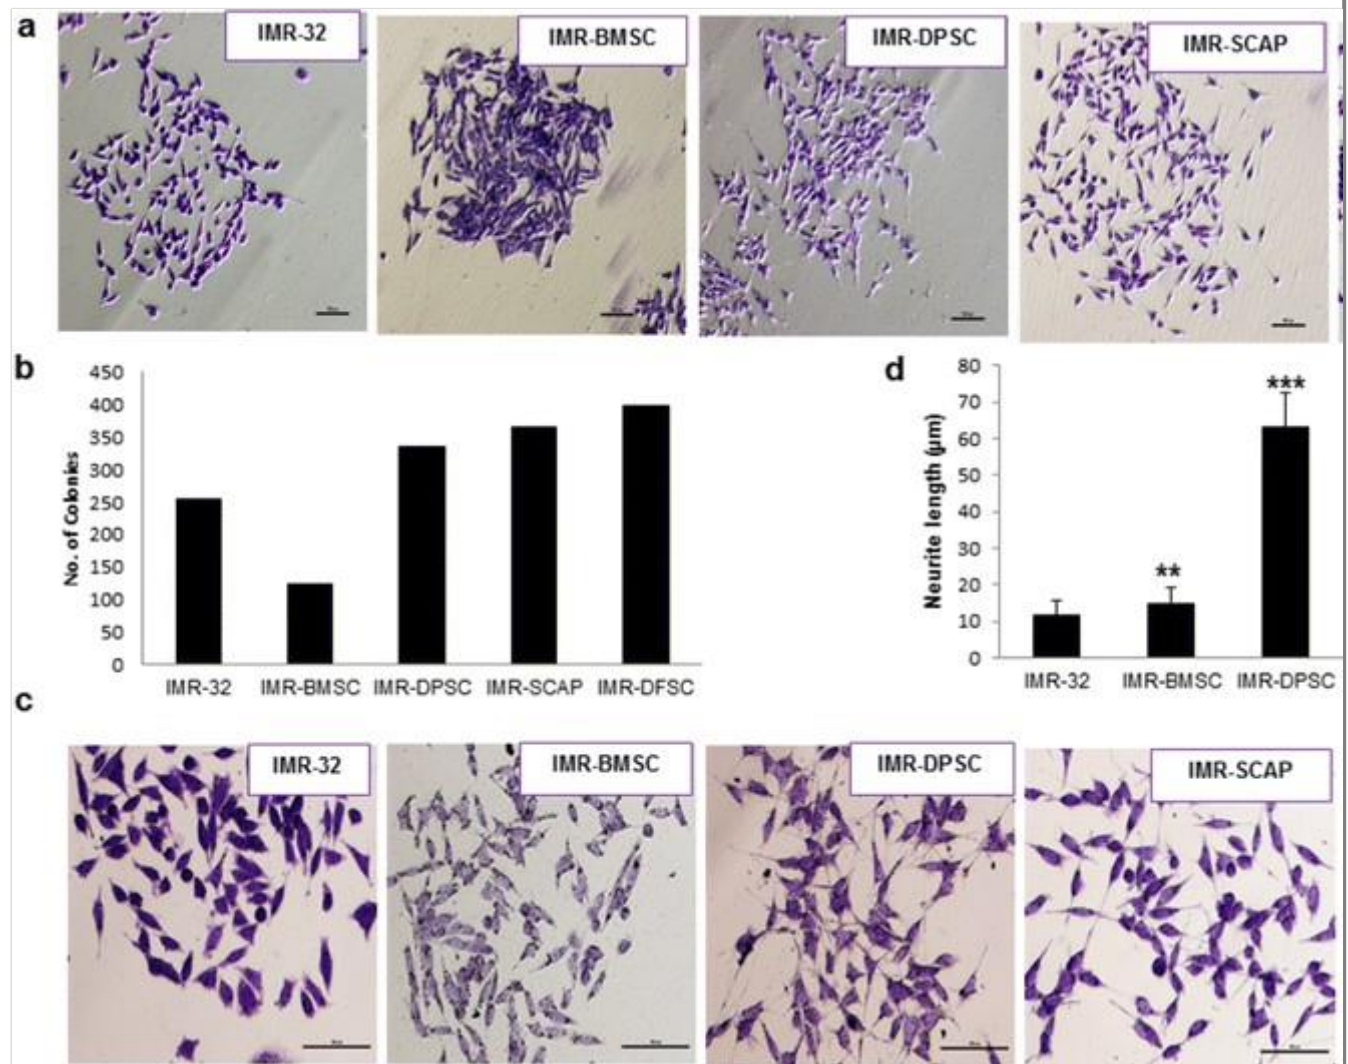 a
IMR-32
IMR-BMSC
IMR-DPSC
IMR-SCAP
b
450
400
350
300
250
200
150
100
50
0
No. of Colonies
IMR-32 IMR-BMSC IMR-DPSC IMR-SCAP IMR-DFSC
d
80
70
60
50
40
30
20
10
0
Neurite length (µm)
**
***
IMR-32 IMR-BMSC IMR-DPSC
c
IMR-32
IMR-BMSC
IMR-DPSC
IMR-SCAP